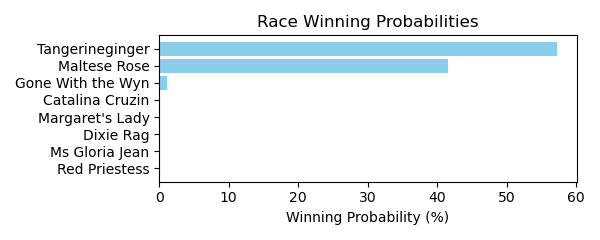 Race Winning Probabilities
Tangerineginger
Maltese Rose
Gone With the Wyn
Catalina Cruzin
Margaret's Lady
Dixie Rag
Ms Gloria Jean
Red Priestess
0 10 20 30 40 50 60
Winning Probability (%)